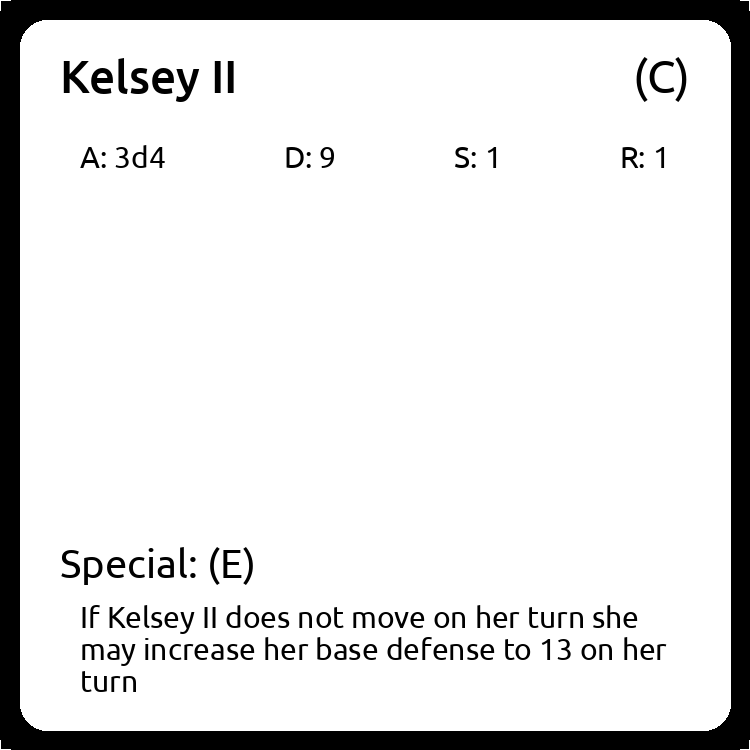 Kelsey II (C)
A: 3d4 D: 9 S: 1 R: 1
Special: (E)
If Kelsey II does not move on her turn she
may increase her base defense to 13 on her
turn